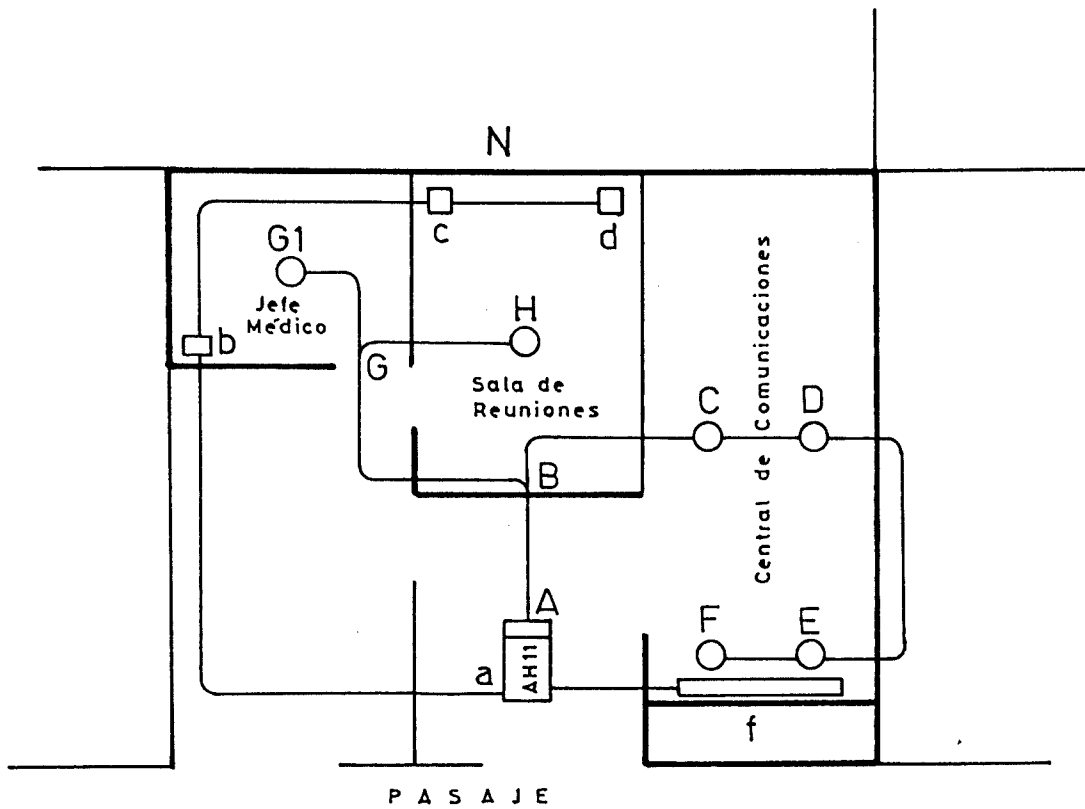 N
c
d
G1
Jefe
Médico
H
b
G
Sala de
Reuniones
C
D
Central de Comunicaciones
B
A
F
E
AH11
a
f
PASAJE